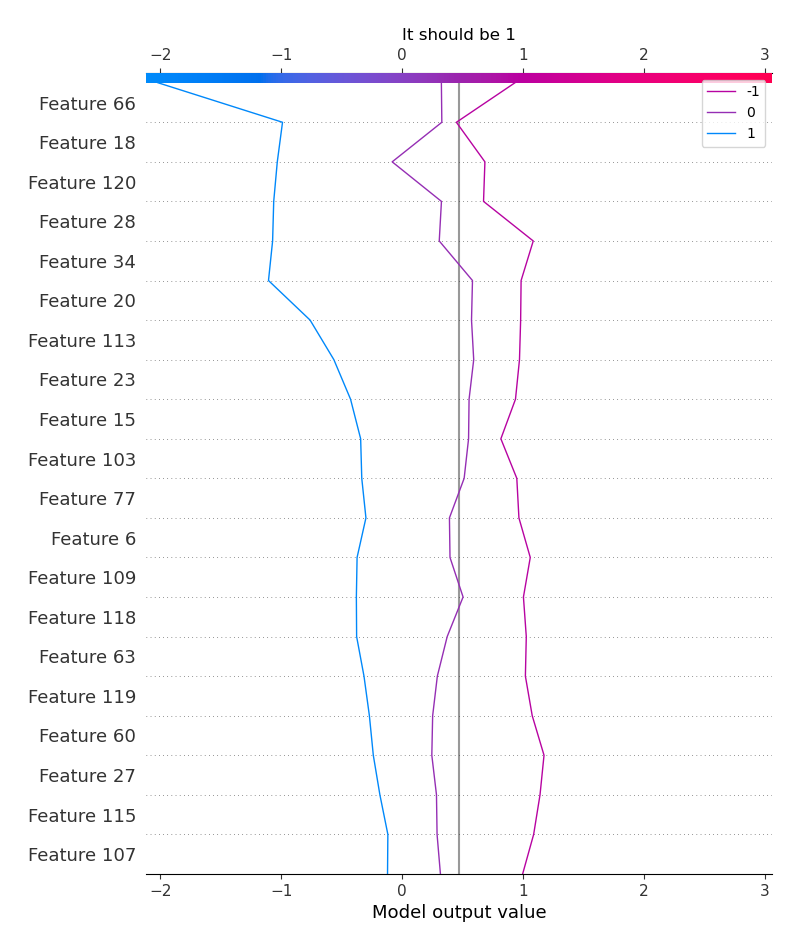 It should be 1
−2 −1 0 1 2 3
-1
0
1
Feature 66
Feature 18
Feature 120
Feature 28
Feature 34
Feature 20
Feature 113
Feature 23
Feature 15
Feature 103
Feature 77
Feature 6
Feature 109
Feature 118
Feature 63
Feature 119
Feature 60
Feature 27
Feature 115
Feature 107
−2 −1 0 1 2 3
Model output value